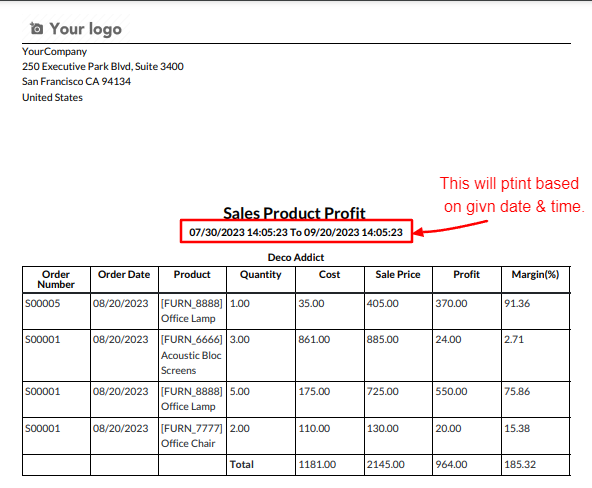 Your logo
YourCompany
250 Executive Park Blvd, Suite 3400
San Francisco CA 94134
United States
This will ptint based
on givn date & time.
Sales Product Profit
07/30/2023 14:05:23 To 09/20/2023 14:05:23
Deco Addict
Order Number Order Date Product Quantity Cost Sale Price Profit Margin(%)
S00005 08/20/2023 [FURN_8888] 1.00 35.00 405.00 370.00 91.36
Office Lamp
S00001 08/20/2023 [FURN_6666] 3.00 861.00 885.00 24.00 2.71
Acoustic Bloc
Screens
S00001 08/20/2023 [FURN_8888] 5.00 175.00 725.00 550.00 75.86
Office Lamp
S00001 08/20/2023 [FURN_7777] 2.00 110.00 130.00 20.00 15.38
Office Chair
Total 1181.00 2145.00 964.00 185.32